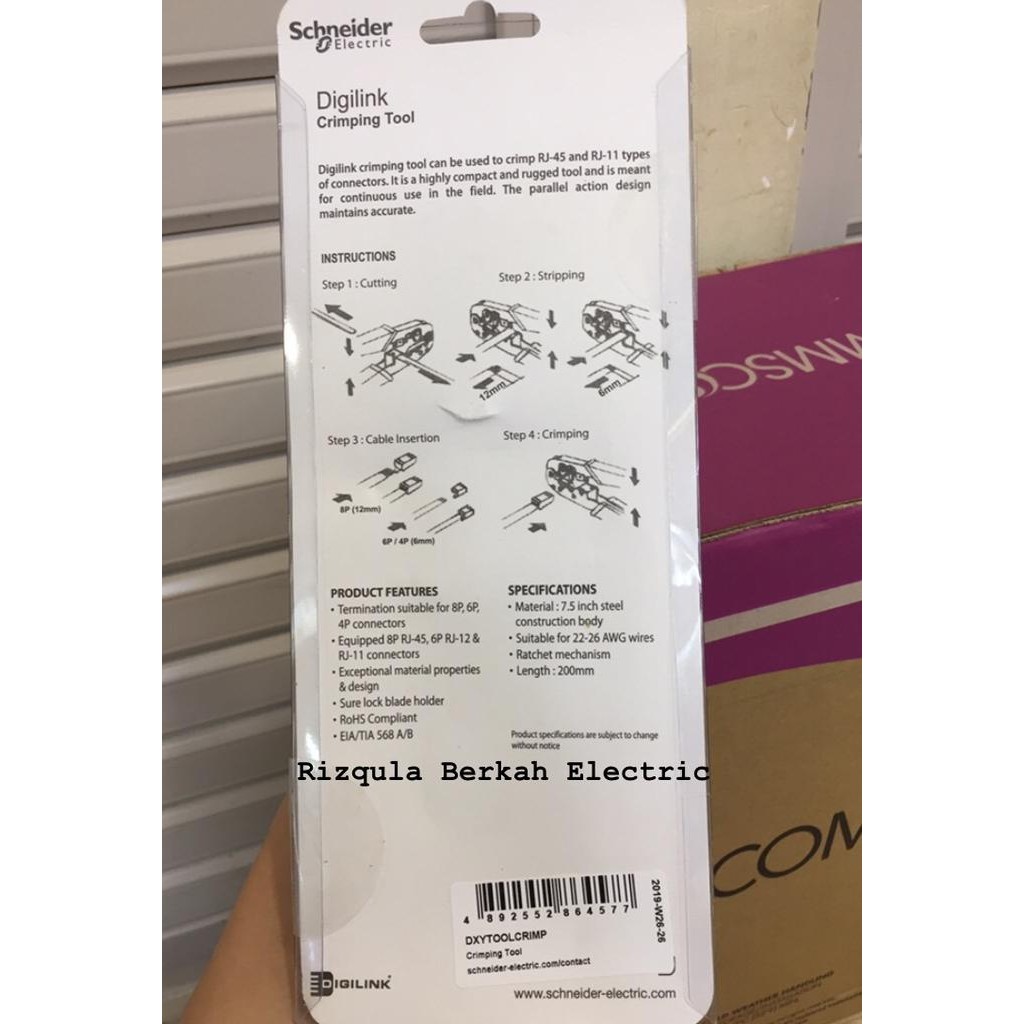 Schneider
Electric
Digilink
Crimping Tool
Digilink crimping tool can be used to crimp RJ-45 and RJ-11 types
of connectors. It is a highly compact and rugged tool and is meant
for continuous use in the field. The parallel action design
maintains accurate.
INSTRUCTIONS
Step 1 : Cutting
Step 2 : Stripping
12mm
6mm
Step 3 : Cable Insertion
Step 4 : Crimping
8P (12mm)
6P / 4P (6mm)
PRODUCT FEATURES
• Termination suitable for 8P, 6P,
4P connectors
• Equipped 8P RJ-45, 6P RJ-12 &
RJ-11 connectors
• Exceptional material properties
& design
• Sure lock blade holder
• RoHS Compliant
• EIA/TIA 568 A/B
SPECIFICATIONS
• Material : 7.5 inch steel
construction body
• Suitable for 22-26 AWG wires
• Ratchet mechanism
• Length : 200mm
Product specifications are subject to change
without notice
Rizqula Berkah Electric
4 892552 864577
2019-W26-26
DXYTOOLCRIMP
Crimping Tool
schneider-electric.com/contact
DIGILINK
www.schneider-electric.com
MMSCO
COM
WEATHER HANDLING